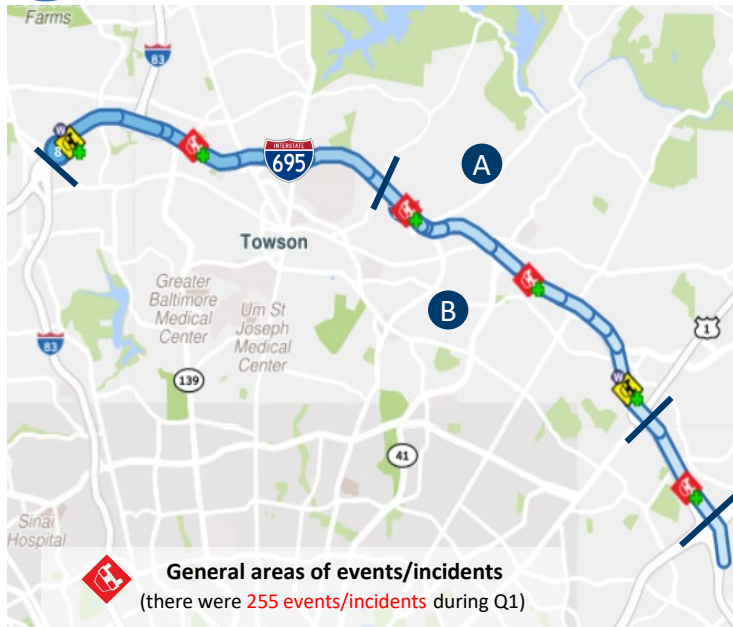 Farms
83
W
8
INTERSTATE
695
A
Towson
Greater
Baltimore
Medical
Center
Um St
Joseph
Medical
Center
B
1
83
139
W
41
Sinai
Hospital
General areas of events/incidents
(there were 255 events/incidents during Q1)